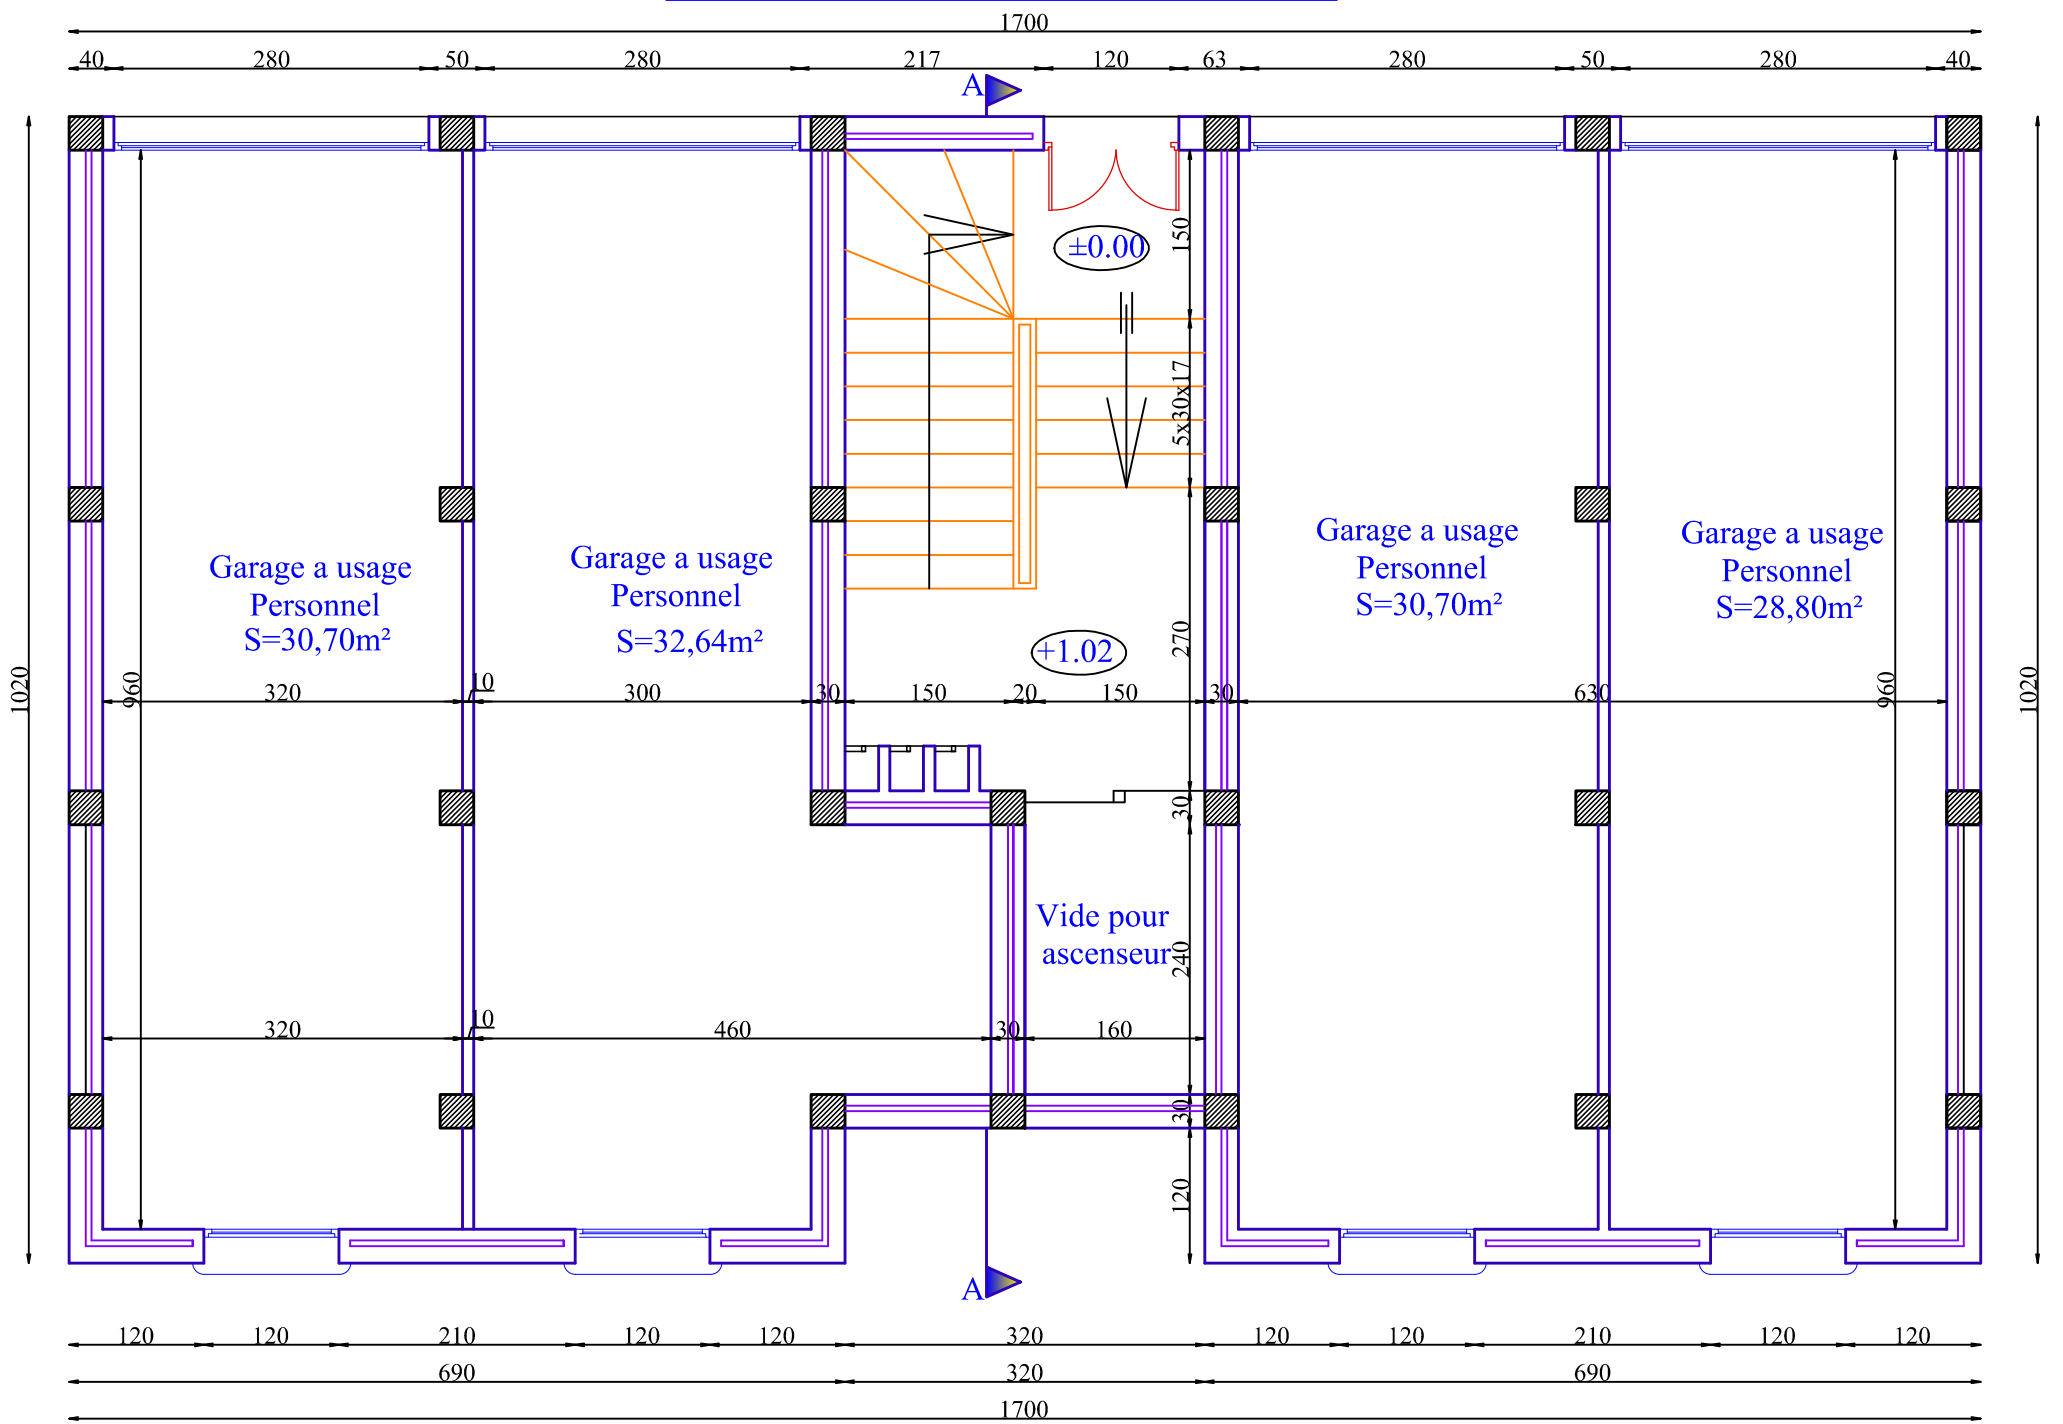 1700
40 280 50 280 217 120 63 280 50 280 40
A
±0.00
150
5x30x17
Garage a usage
Personnel
S=30,70m²
Garage a usage
Personnel
S=32,64m²
Garage a usage
Personnel
S=30,70m²
Garage a usage
Personnel
S=28,80m²
+1.02
270
1020
960
320 10 300 30 150 20 150 30 630
960
1020
30
Vide pour
ascenseur
240
320 10 460 30 160
30
120
A
120 120 210 120 120 320 120 120 210 120 120
690 320 690
1700